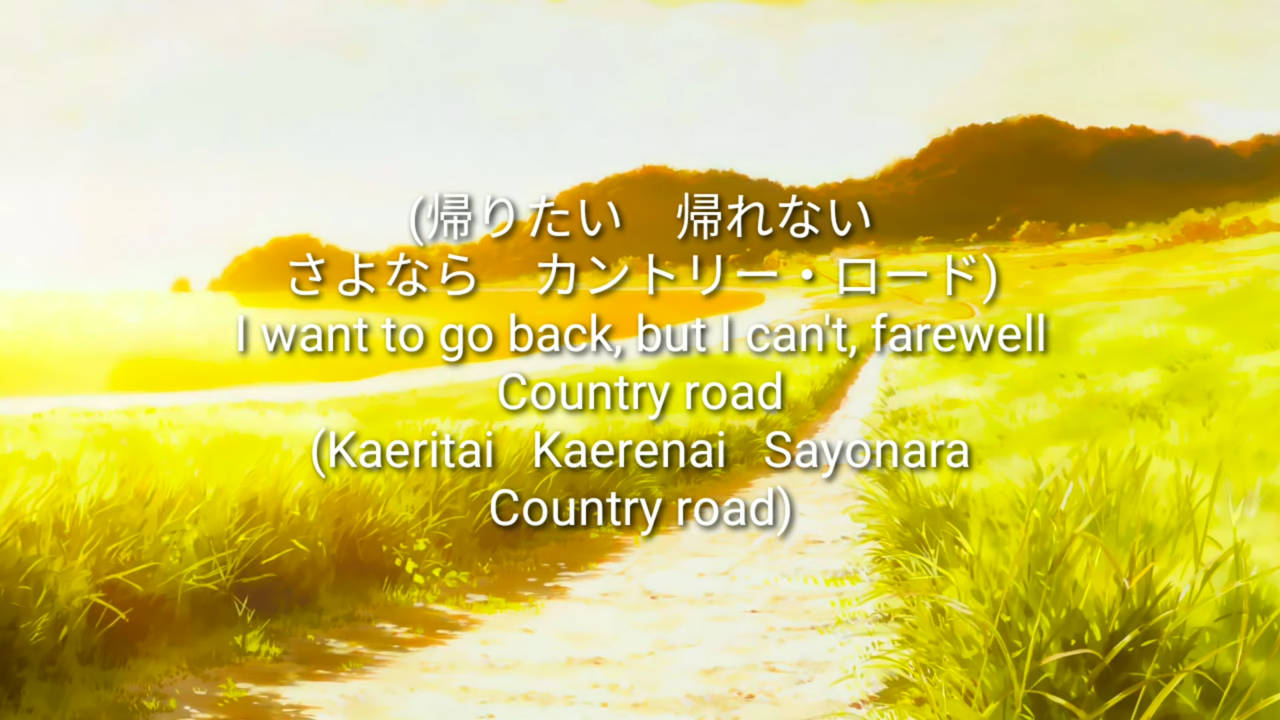 (帰りたい　帰れない
さよなら　カントリー・ロード)
I want to go back, but I can't, farewell
Country road
(Kaeritai   Kaerenai   Sayonara
Country road)